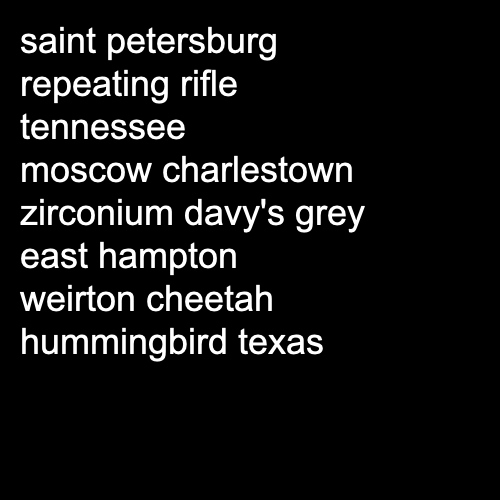 saint petersburg
repeating rifle
tennessee
moscow charlestown
zirconium davy's grey
east hampton
weirton cheetah
hummingbird texas